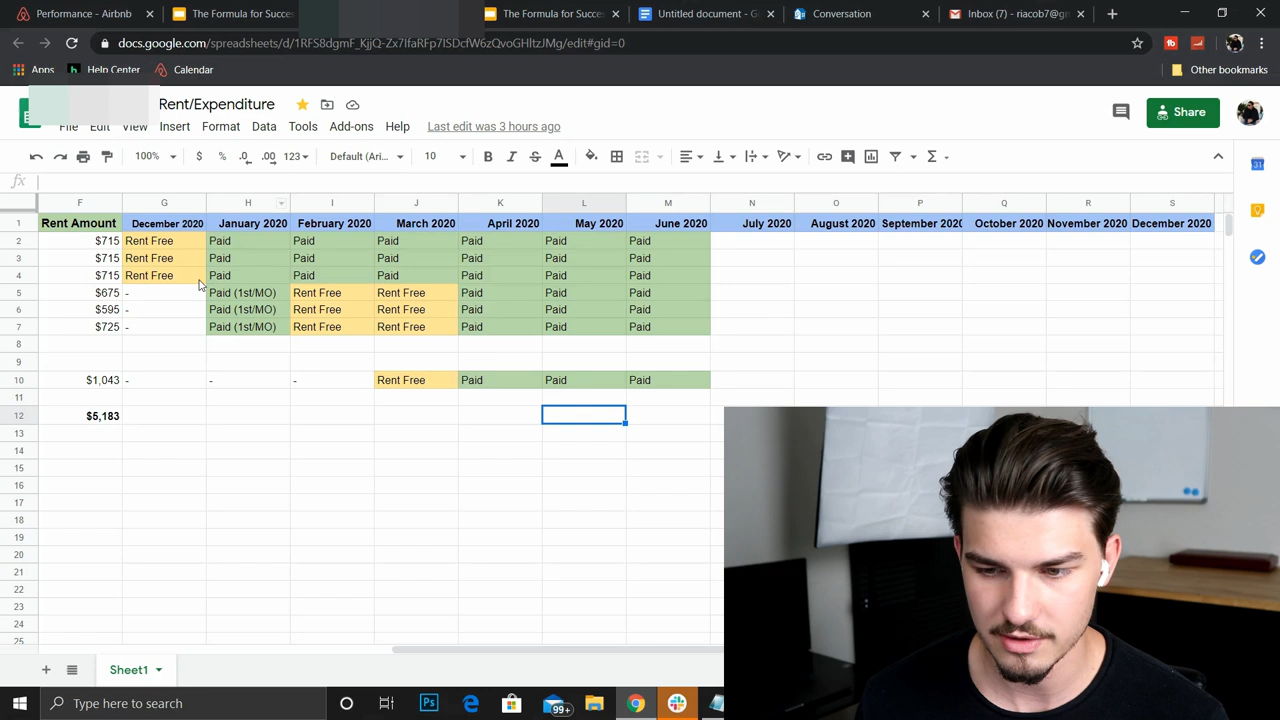 Performance - Airbnb
The Formula for Succes
The Formula for Succes
Untitled document - G
Conversation
Inbox (7) - riacob7@gm
docs.google.com/spreadsheets/d/1RFS8dgmF_KjjQ-Zx7IfaRFp7ISDcfW6zQvoGHltzJMg/edit#gid=0
Apps
Help Center
Calendar
Other bookmarks
Rent/Expenditure
File Edit View Insert Format Data Tools Add-ons Help Last edit was 3 hours ago
Share
100% $ % .0 .00 123 Default (Ari... 10 B I S A
fx
F G H I J K L M N O P Q R S
1 Rent Amount December 2020 January 2020 February 2020 March 2020 April 2020 May 2020 June 2020 July 2020 August 2020 September 2020 October 2020 November 2020 December 2020
2 $715 Rent Free Paid Paid Paid Paid Paid Paid
3 $715 Rent Free Paid Paid Paid Paid Paid Paid
4 $715 Rent Free Paid Paid Paid Paid Paid Paid
5 $675 - Paid (1st/MO) Rent Free Rent Free Paid Paid Paid
6 $595 - Paid (1st/MO) Rent Free Rent Free Paid Paid Paid
7 $725 - Paid (1st/MO) Rent Free Rent Free Paid Paid Paid
8
9
10 $1,043 - - - Rent Free Paid Paid Paid
11
12 $5,183
13
14
15
16
17
18
19
20
21
22
23
24
25
Sheet1
Type here to search
Ps
99+